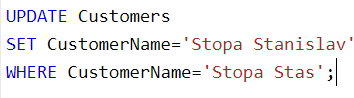 UPDATE Customers
SET CustomerName='Stopa Stanislav'
WHERE CustomerName='Stopa Stas';